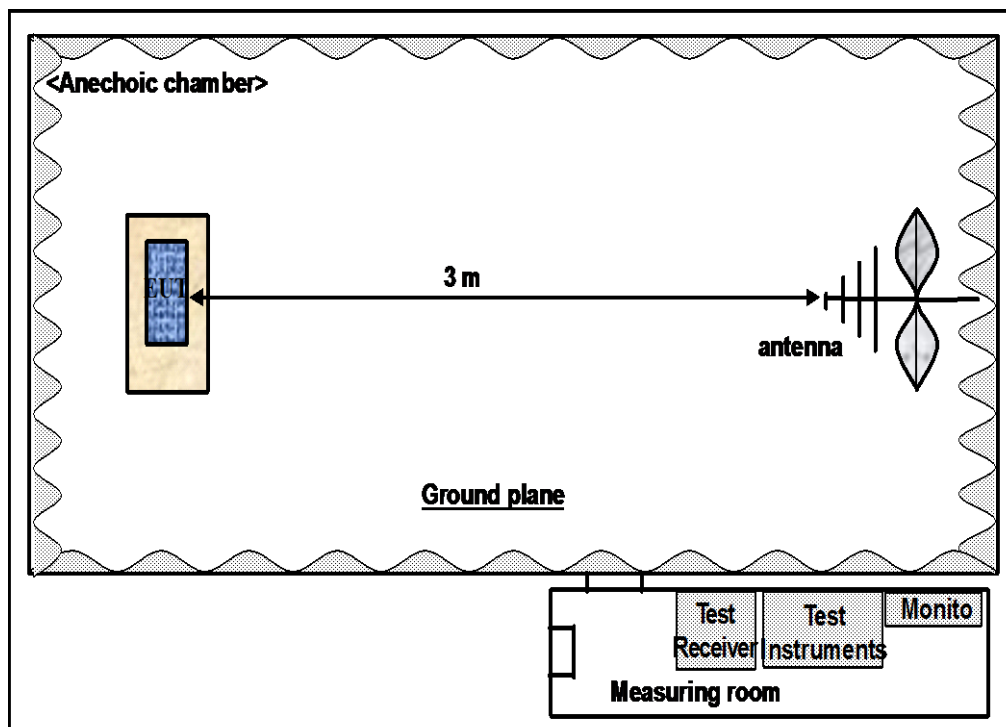 <Anechoic chamber>
EUT
3 m
antenna
Ground plane
Test
Receiver
Test
Instruments
Monito
Measuring room